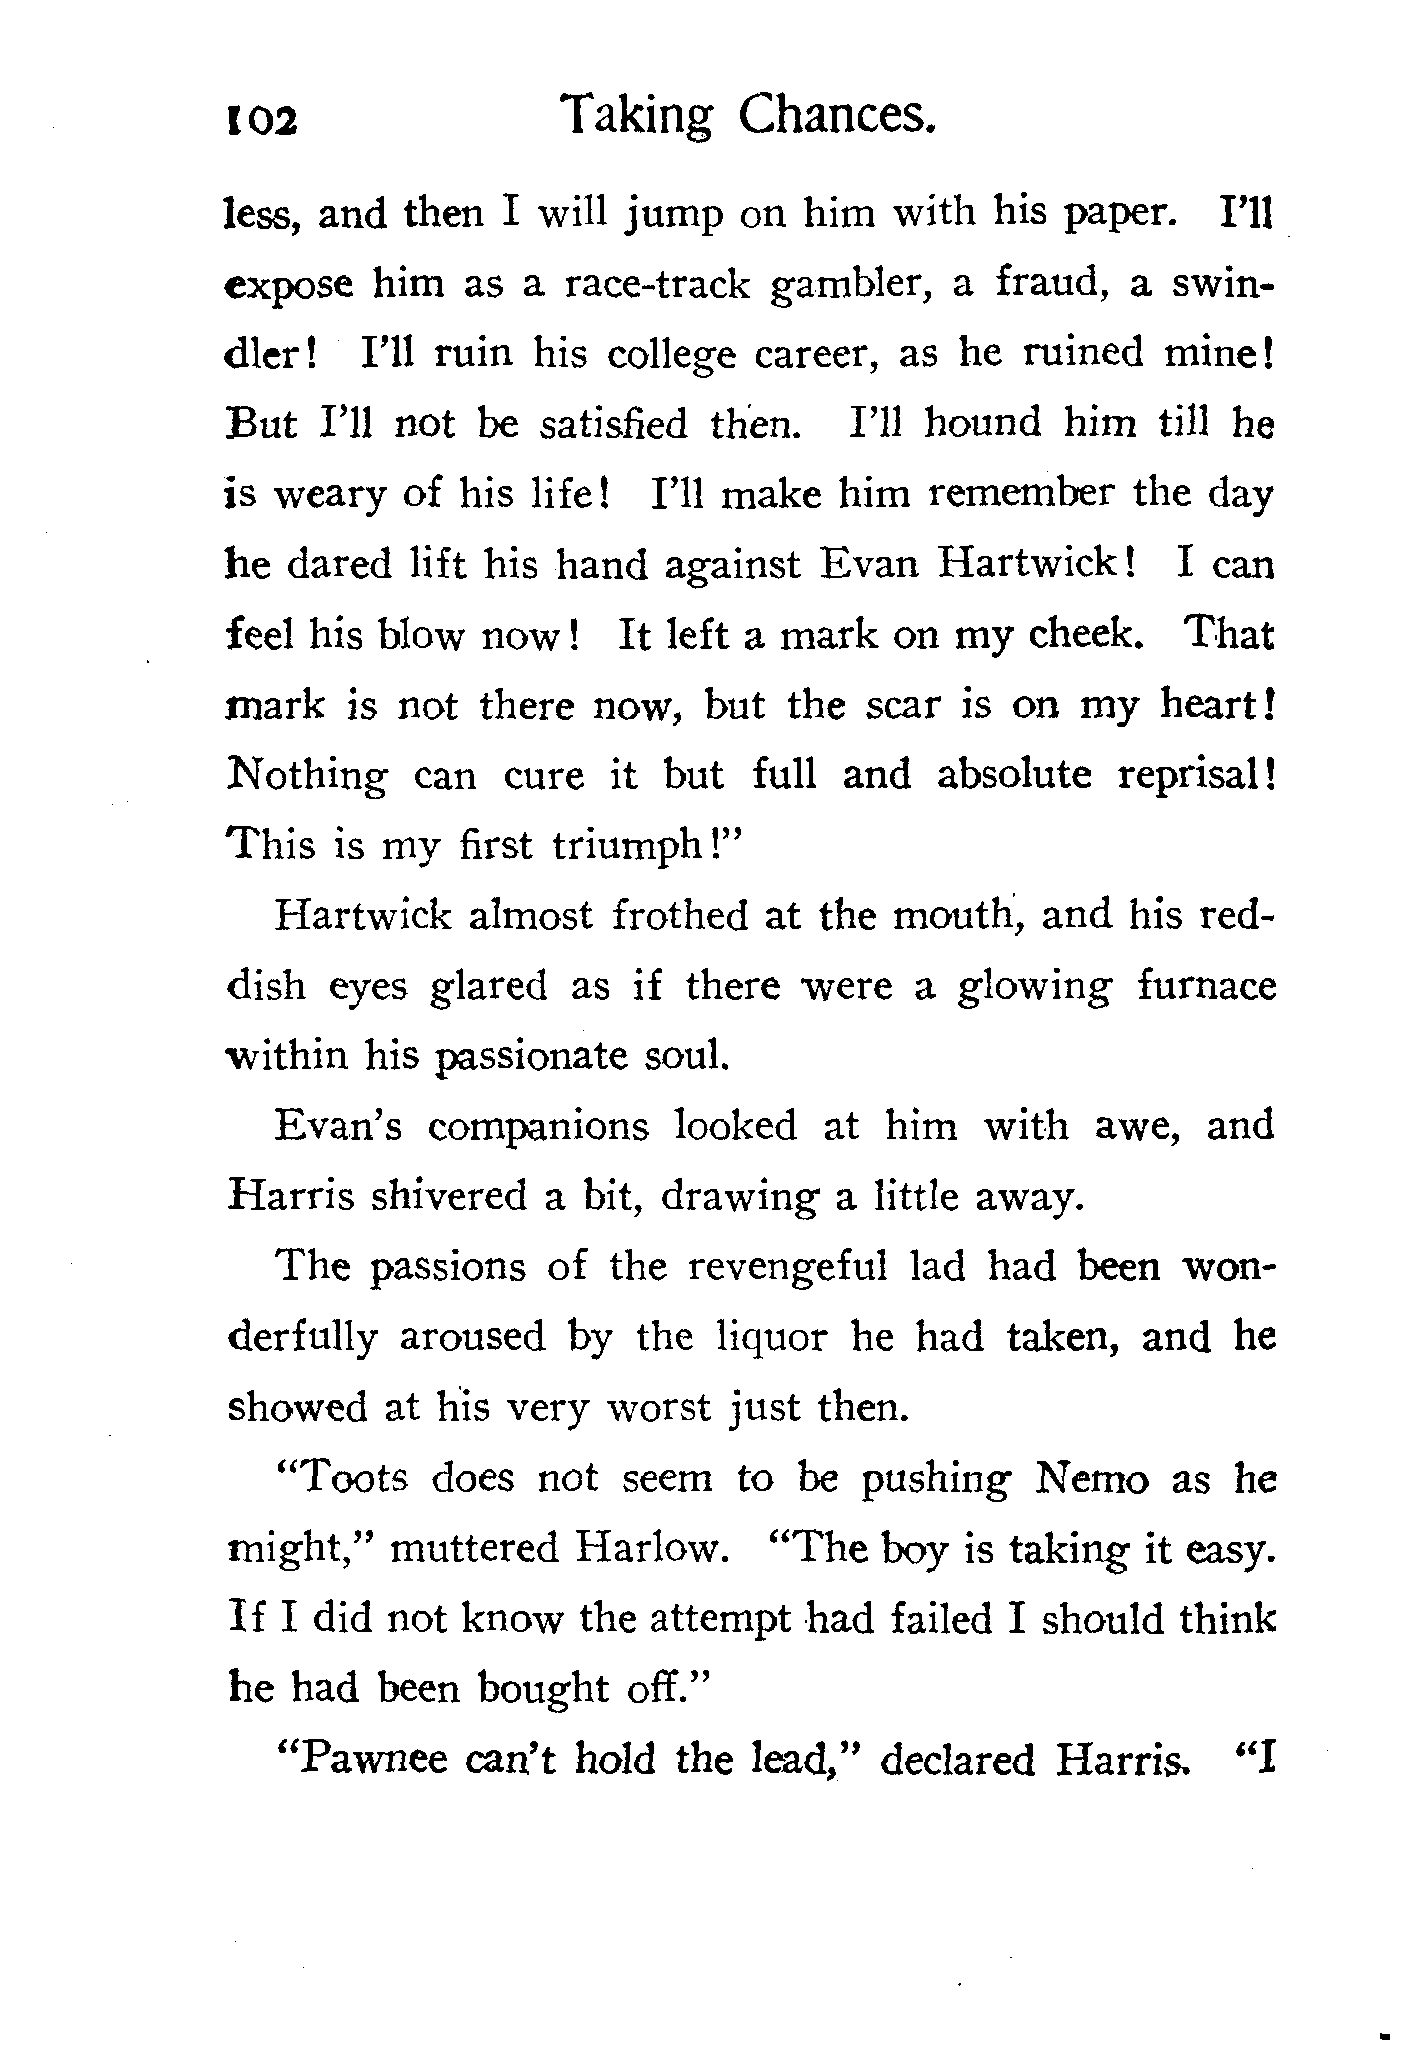 102 Taking Chances.
less, and then I will jump on him with his paper. I'll
expose him as a race-track gambler, a fraud, a swin-
dler! I'll ruin his college career, as he ruined mine!
But I'll not be satisfied then. I'll hound him till he
is weary of his life! I'll make him remember the day
he dared lift his hand against Evan Hartwick! I can
feel his blow now! It left a mark on my cheek. That
mark is not there now, but the scar is on my heart!
Nothing can cure it but full and absolute reprisal!
This is my first triumph!"
Hartwick almost frothed at the mouth, and his red-
dish eyes glared as if there were a glowing furnace
within his passionate soul.
Evan's companions looked at him with awe, and
Harris shivered a bit, drawing a little away.
The passions of the revengeful lad had been won-
derfully aroused by the liquor he had taken, and he
showed at his very worst just then.
"Toots does not seem to be pushing Nemo as he
might," muttered Harlow. "The boy is taking it easy.
If I did not know the attempt had failed I should think
he had been bought off."
"Pawnee can't hold the lead," declared Harris. "I